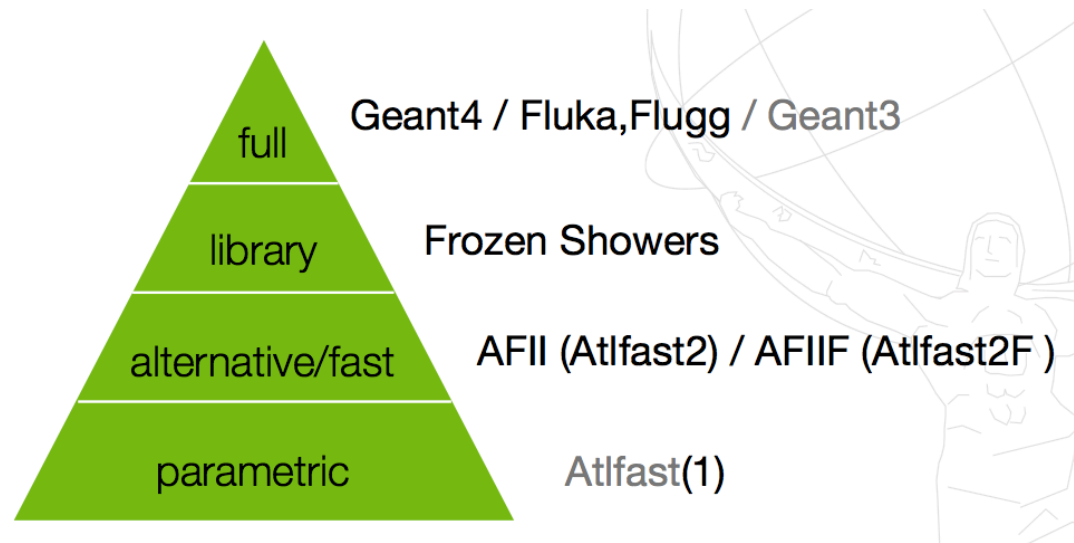 full
Geant4 / Fluka,Flugg / Geant3
library
Frozen Showers
alternative/fast
AFII (Atlfast2) / AFIIF (Atlfast2F )
parametric
Atlfast(1)